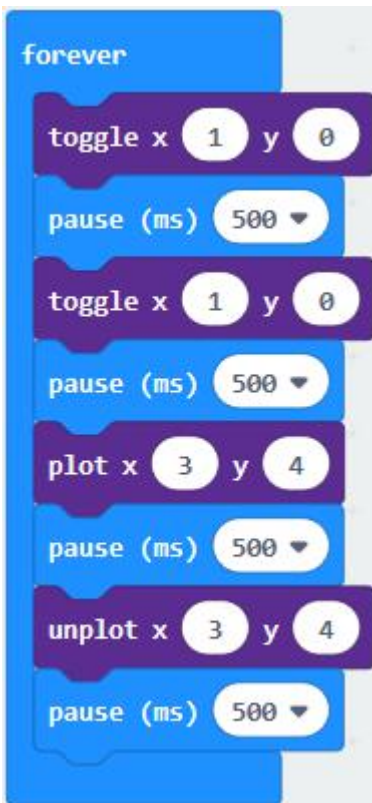 forever
toggle x 1 y 0
pause (ms) 500
toggle x 1 y 0
pause (ms) 500
plot x 3 y 4
pause (ms) 500
unplot x 3 y 4
pause (ms) 500